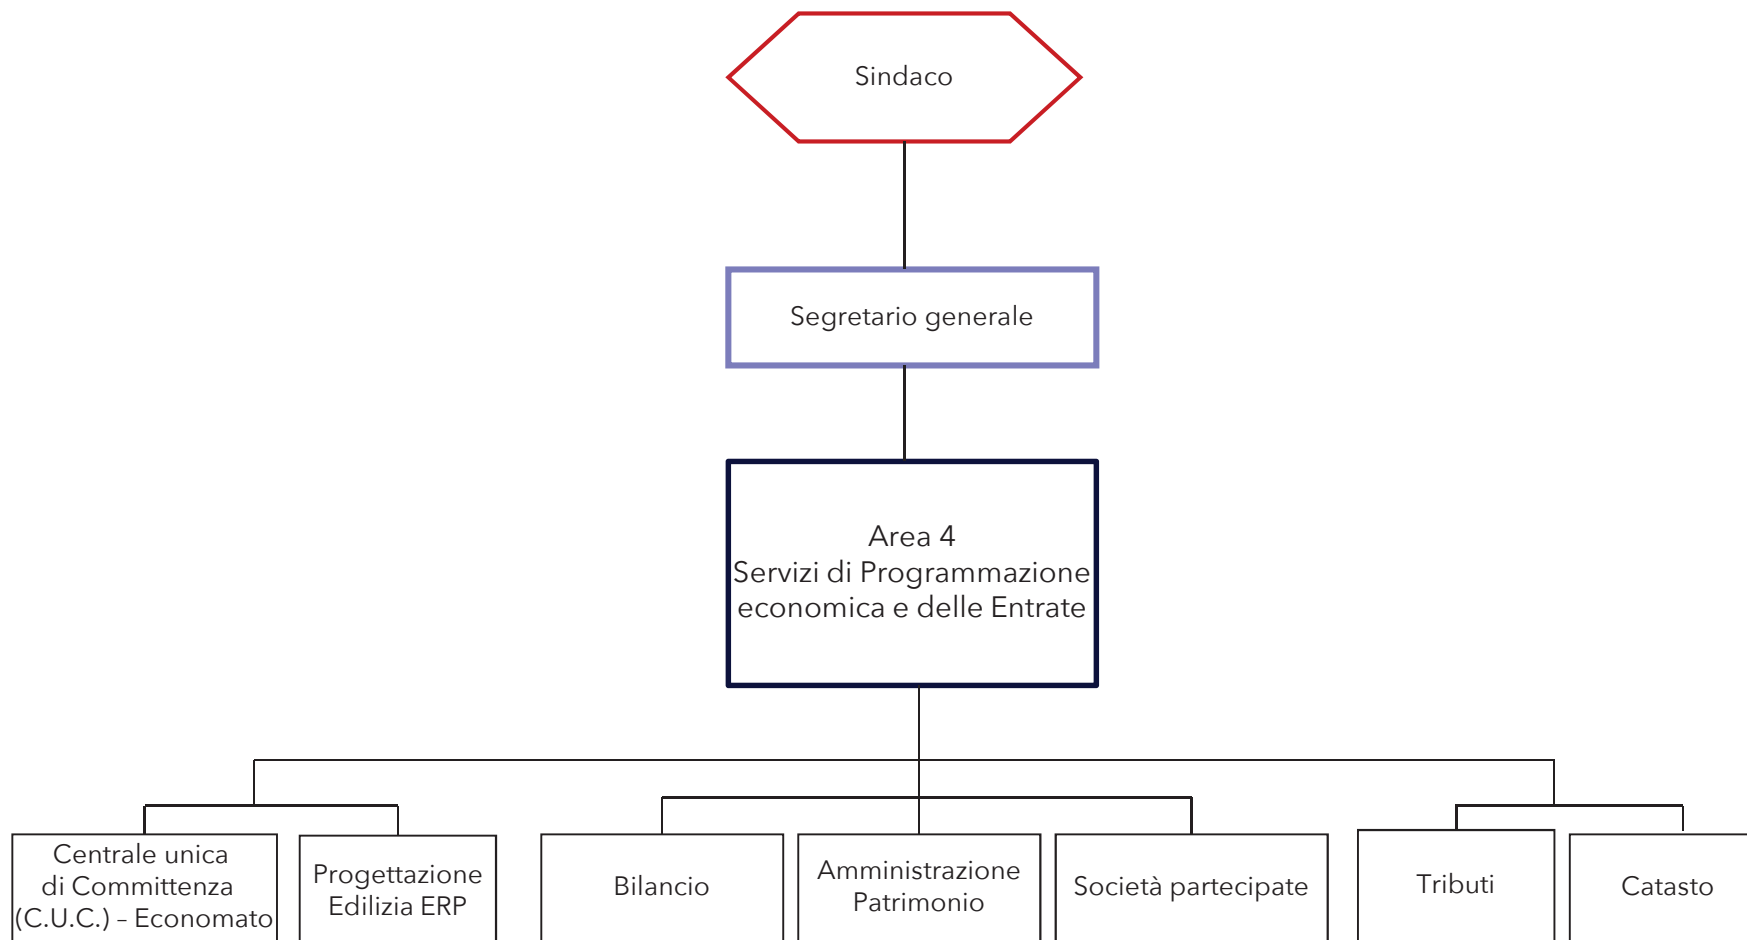 Sindaco
Segretario generale
Area 4
Servizi di Programmazione
economica e delle Entrate
Centrale unica
di Committenza
(C.U.C.) – Economato
Progettazione
Edilizia ERP
Bilancio
Amministrazione
Patrimonio
Società partecipate
Tributi
Catasto